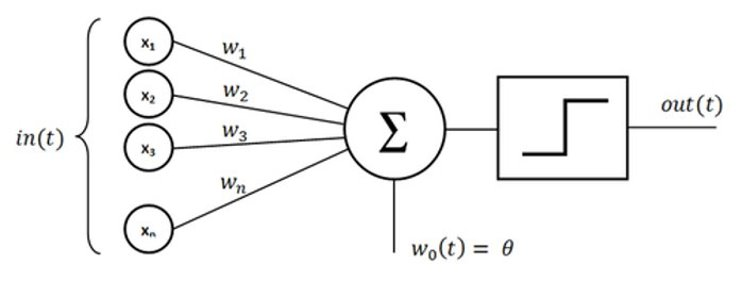 x₁
w₁
x₂
w₂
in(t)
x₃
w₃
Σ
out(t)
wₙ
xₙ
w₀(t) = θ